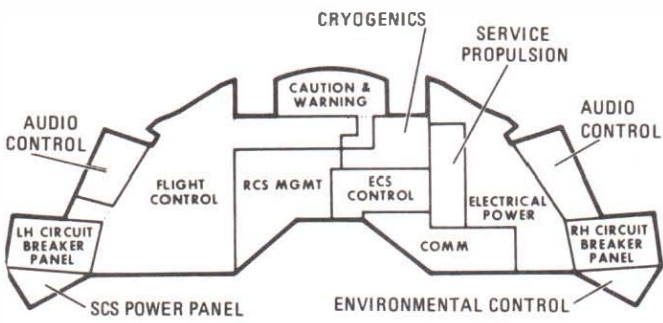 CRYOGENICS
SERVICE
PROPULSION
CAUTION &
WARNING
AUDIO
CONTROL
AUDIO
CONTROL
FLIGHT
CONTROL
RCS MGMT
ECS
CONTROL
ELECTRICAL
POWER
LH CIRCUIT
BREAKER
PANEL
COMM
RH CIRCUIT
BREAKER
PANEL
SCS POWER PANEL
ENVIRONMENTAL CONTROL